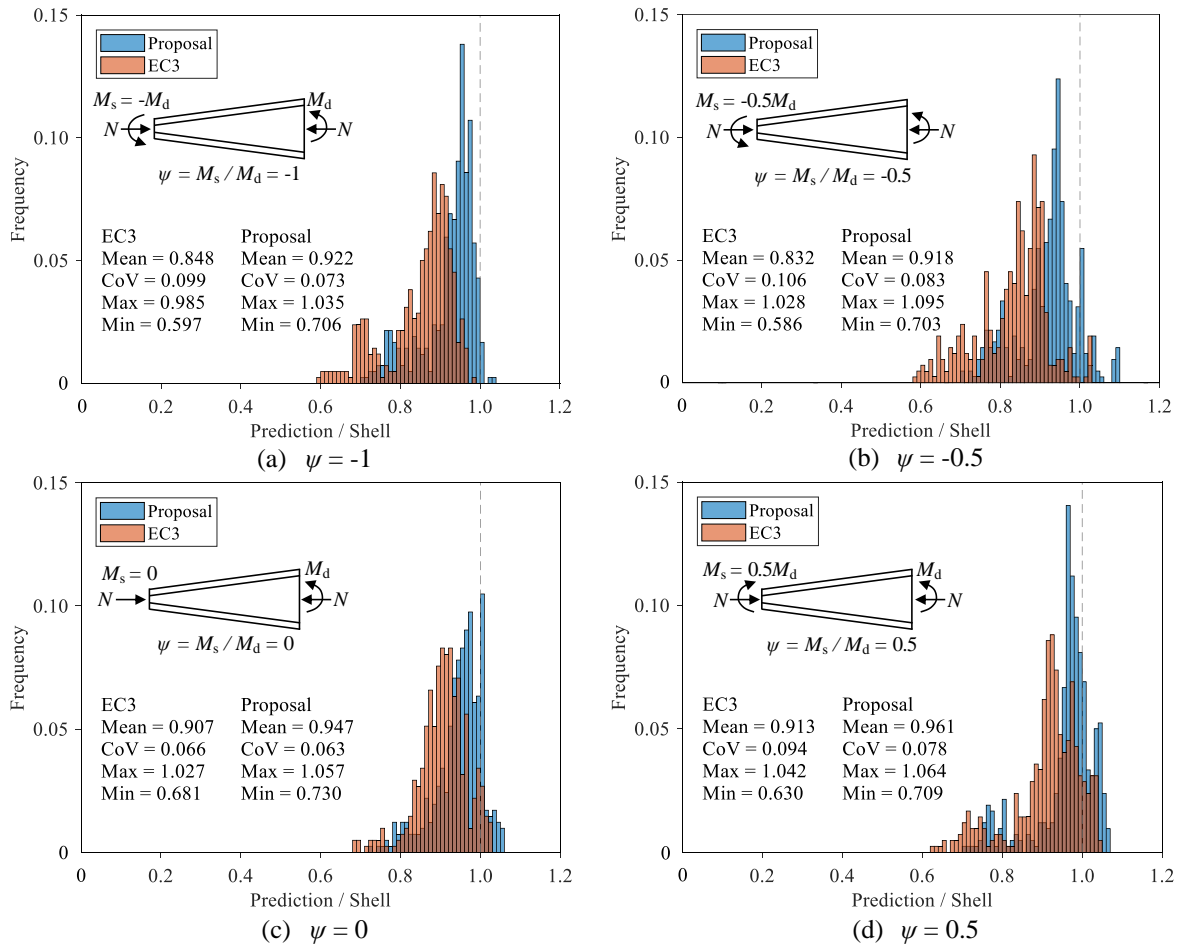 0.15
Proposal
EC3
M_s = -M_d
M_d
N
N
0.10
ψ = M_s / M_d = -1
Frequency
EC3 Proposal
Mean = 0.848 Mean = 0.922
0.05
CoV = 0.099 CoV = 0.073
Max = 0.985 Max = 1.035
Min = 0.597 Min = 0.706
0
0 0.2 0.4 0.6 0.8 1.0 1.2
Prediction / Shell
(a) ψ = -1
0.15
Proposal
EC3
M_s = -0.5M_d
M_d
N
N
0.10
ψ = M_s / M_d = -0.5
Frequency
EC3 Proposal
Mean = 0.832 Mean = 0.918
0.05
CoV = 0.106 CoV = 0.083
Max = 1.028 Max = 1.095
Min = 0.586 Min = 0.703
0
0 0.2 0.4 0.6 0.8 1.0 1.2
Prediction / Shell
(b) ψ = -0.5
0.15
Proposal
EC3
M_s = 0
M_d
N
N
0.10
ψ = M_s / M_d = 0
Frequency
EC3 Proposal
Mean = 0.907 Mean = 0.947
0.05
CoV = 0.066 CoV = 0.063
Max = 1.027 Max = 1.057
Min = 0.681 Min = 0.730
0
0 0.2 0.4 0.6 0.8 1.0 1.2
Prediction / Shell
(c) ψ = 0
0.15
Proposal
EC3
M_s = 0.5M_d
M_d
N
N
0.10
ψ = M_s / M_d = 0.5
Frequency
EC3 Proposal
Mean = 0.913 Mean = 0.961
0.05
CoV = 0.094 CoV = 0.078
Max = 1.042 Max = 1.064
Min = 0.630 Min = 0.709
0
0 0.2 0.4 0.6 0.8 1.0 1.2
Prediction / Shell
(d) ψ = 0.5